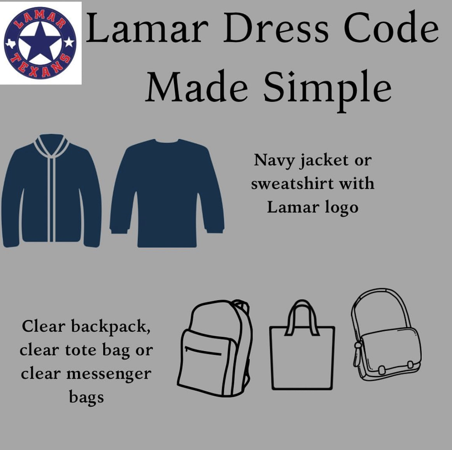 LAMAR
TEXANS
Lamar Dress Code
Made Simple
Navy jacket or
sweatshirt with
Lamar logo
Clear backpack,
clear tote bag or
clear messenger
bags